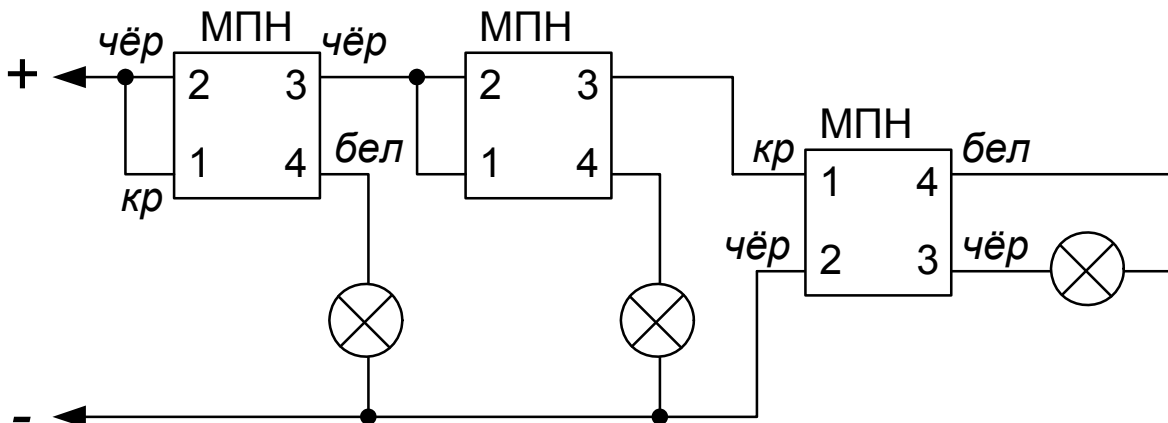 МПН МПН
чёр чёр
+ 2 3 2 3
МПН
бел кр бел
1 4 1 4 1 4
кр
чёр чёр
2 3
-